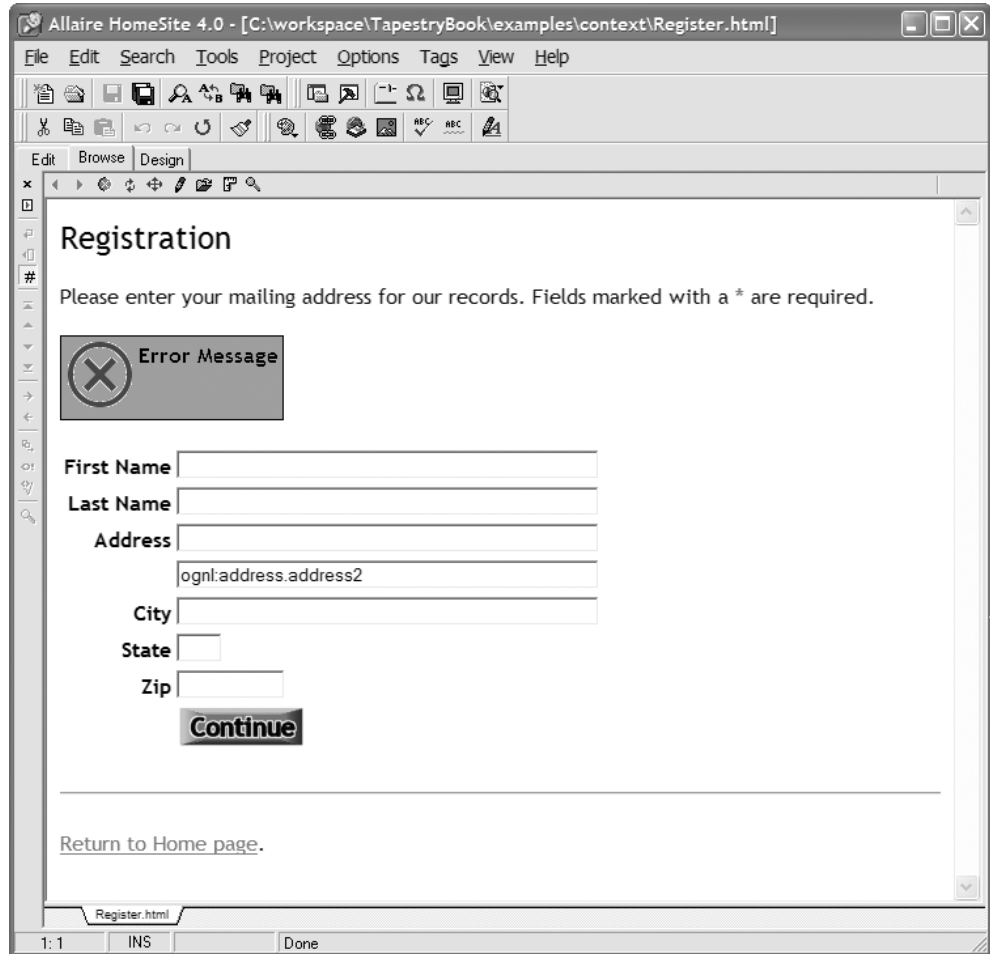 Allaire HomeSite 4.0 - [C:\workspace\TapestryBook\examples\context\Register.html]
File Edit Search Tools Project Options Tags View Help
Edit Browse Design
Registration
Please enter your mailing address for our records. Fields marked with a * are required.
Error Message
First Name
Last Name
Address
ognl:address.address2
City
State
Zip
Continue
Return to Home page.
Register.html
1: 1 INS Done